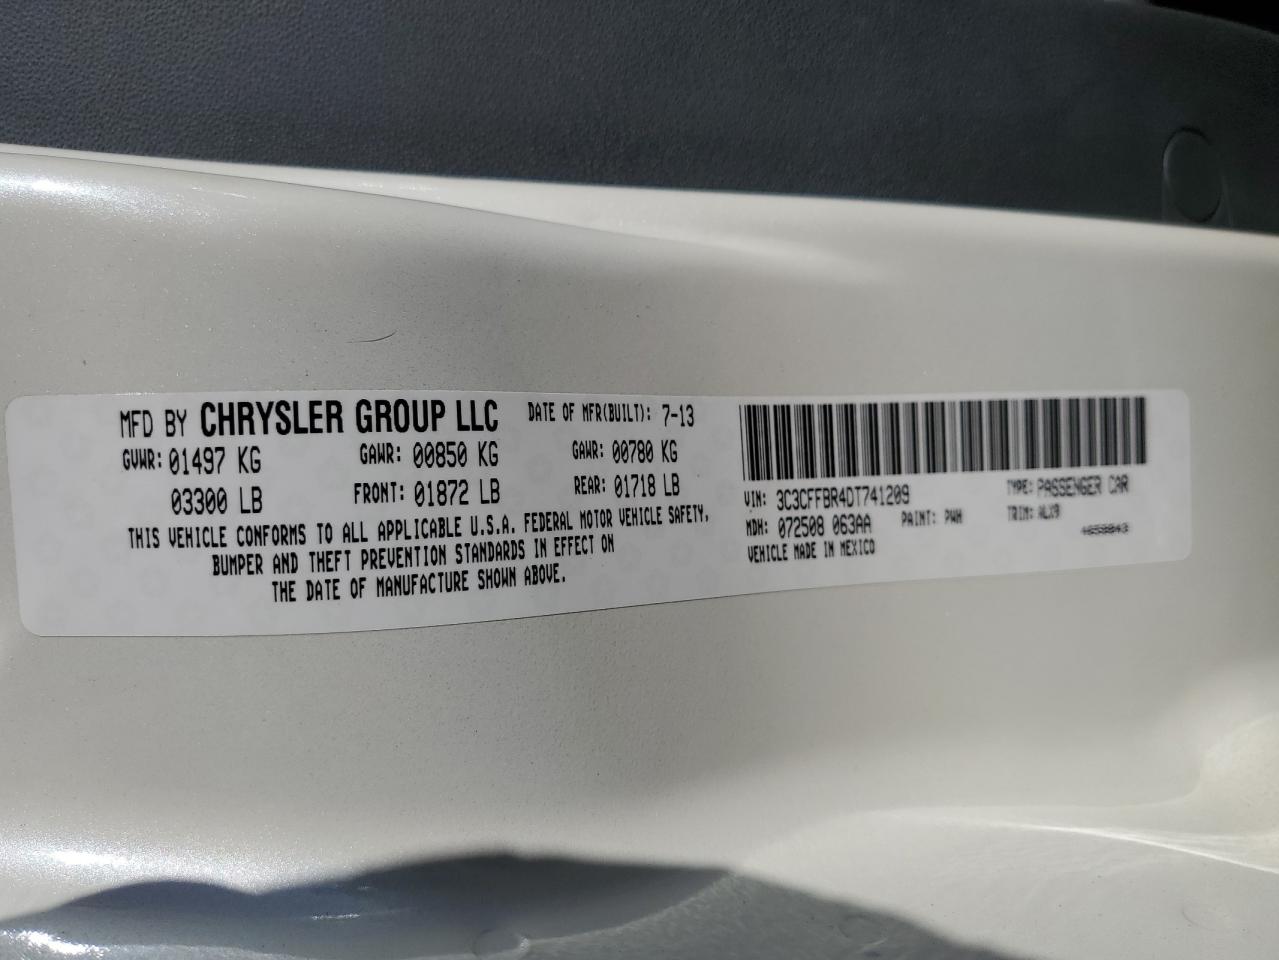 MFD BY CHRYSLER GROUP LLC DATE OF MFR(BUILT): 7-13
GVWR: 01497 KG GAWR: 00850 KG GAWR: 00780 KG
03300 LB FRONT: 01872 LB REAR: 01718 LB
THIS VEHICLE CONFORMS TO ALL APPLICABLE U.S.A. FEDERAL MOTOR VEHICLE SAFETY,
BUMPER AND THEFT PREVENTION STANDARDS IN EFFECT ON
THE DATE OF MANUFACTURE SHOWN ABOVE.
VIN: 3C3CFFBR4DT741209 TYPE: PASSENGER CAR
MDH: 072508 063AA PAINT: PWH TRIM: ALX9
VEHICLE MADE IN MEXICO